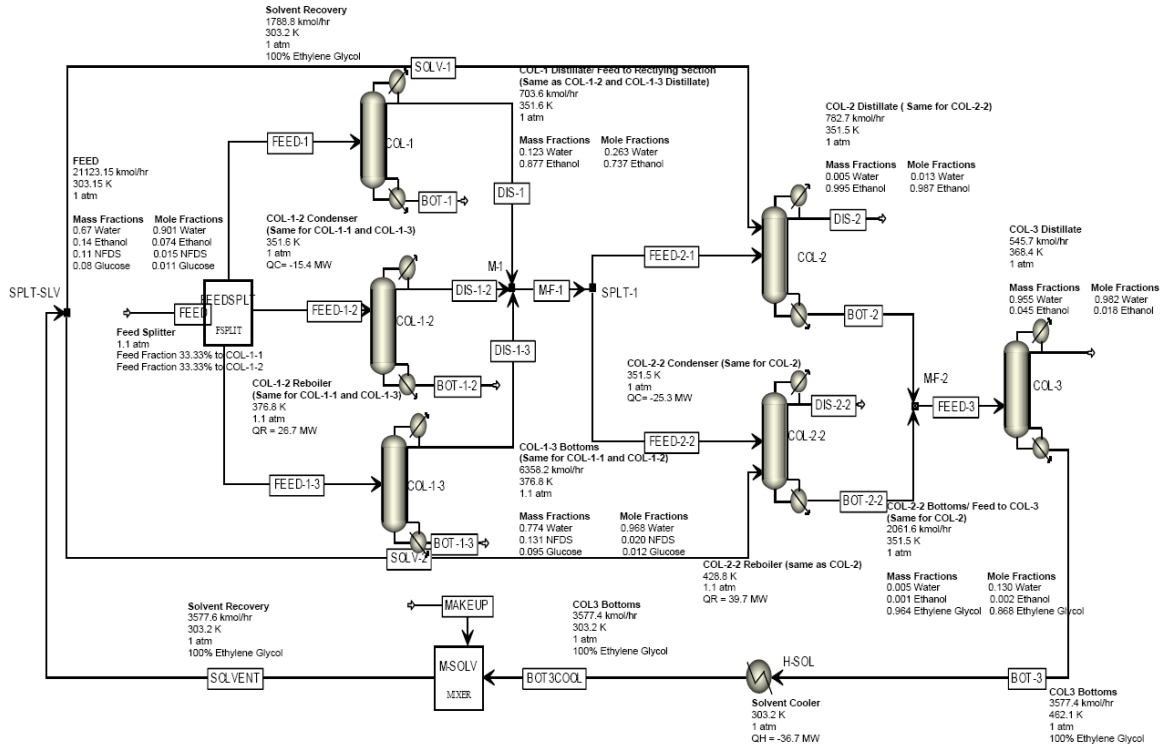 Solvent Recovery
1788.8 kmol/hr
303.2 K
1 atm
100% Ethylene Glycol
SOLV-1
COL-1
FEED-1
BOT-1
COL-1 Distillate/ Feed to Rectiying Section
(Same as COL-1-2 and COL-1-3 Distillate)
703.6 kmol/hr
351.6 K
1 atm
Mass Fractions Mole Fractions
0.123 Water 0.263 Water
0.877 Ethanol 0.737 Ethanol
DIS-1
COL-2 Distillate ( Same for COL-2-2)
782.7 kmol/hr
351.5 K
1 atm
Mass Fractions Mole Fractions
0.005 Water 0.013 Water
0.995 Ethanol 0.987 Ethanol
DIS-2
COL-2
FEED
21123.15 kmol/hr
303.15 K
1 atm
Mass Fractions Mole Fractions
0.67 Water 0.901 Water
0.14 Ethanol 0.074 Ethanol
0.11 NFDS 0.015 NFDS
0.08 Glucose 0.011 Glucose
COL-1-2 Condenser
(Same for COL-1-1 and COL-1-3)
351.6 K
1 atm
QC= -15.4 MW
COL-3 Distillate
545.7 kmol/hr
368.4 K
1 atm
Mass Fractions Mole Fractions
0.955 Water 0.982 Water
0.045 Ethanol 0.018 Ethanol
SPLT-SLV
FEED
FEEDSPLT
FSPLIT
FEED-1-2
COL-1-2
BOT-1-2
DIS-1-2
M-1
M-F-1
SPLT-1
FEED-2-1
BOT-2
DIS-1-3
Feed Splitter
1.1 atm
Feed Fraction 33.33% to COL-1-1
Feed Fraction 33.33% to COL-1-2
COL-1-2 Reboiler
(Same for COL-1-1 and COL-1-3)
376.8 K
1.1 atm
QR = 26.7 MW
COL-2-2 Condenser (Same for COL-2)
351.5 K
1 atm
QC= -25.3 MW
DIS-2-2
COL-2-2
FEED-2-2
BOT-2-2
M-F-2
FEED-3
COL-3
FEED-1-3
COL-1-3
BOT-1-3
SOLV-2
COL-1-3 Bottoms
(Same for COL-1-1 and COL-1-2)
6358.2 kmol/hr
376.8 K
1.1 atm
Mass Fractions Mole Fractions
0.774 Water 0.968 Water
0.131 NFDS 0.020 NFDS
0.095 Glucose 0.012 Glucose
COL-2-2 Reboiler (same as COL-2)
428.8 K
1.1 atm
QR = 39.7 MW
COL-2-2 Bottoms/ Feed to COL-3
(Same for COL-2)
2061.6 kmol/hr
351.5 K
1 atm
Mass Fractions Mole Fractions
0.005 Water 0.130 Water
0.001 Ethanol 0.002 Ethanol
0.964 Ethylene Glycol 0.868 Ethylene Glycol
Solvent Recovery
3577.6 kmol/hr
303.2 K
1 atm
100% Ethylene Glycol
SOLVENT
MAKEUP
M-SOLV
MIXER
COL3 Bottoms
3577.4 kmol/hr
303.2 K
1 atm
100% Ethylene Glycol
BOT3COOL
H-SOL
Solvent Cooler
303.2 K
1 atm
QH = -36.7 MW
BOT-3
COL3 Bottoms
3577.4 kmol/hr
462.1 K
1 atm
100% Ethylene Glycol